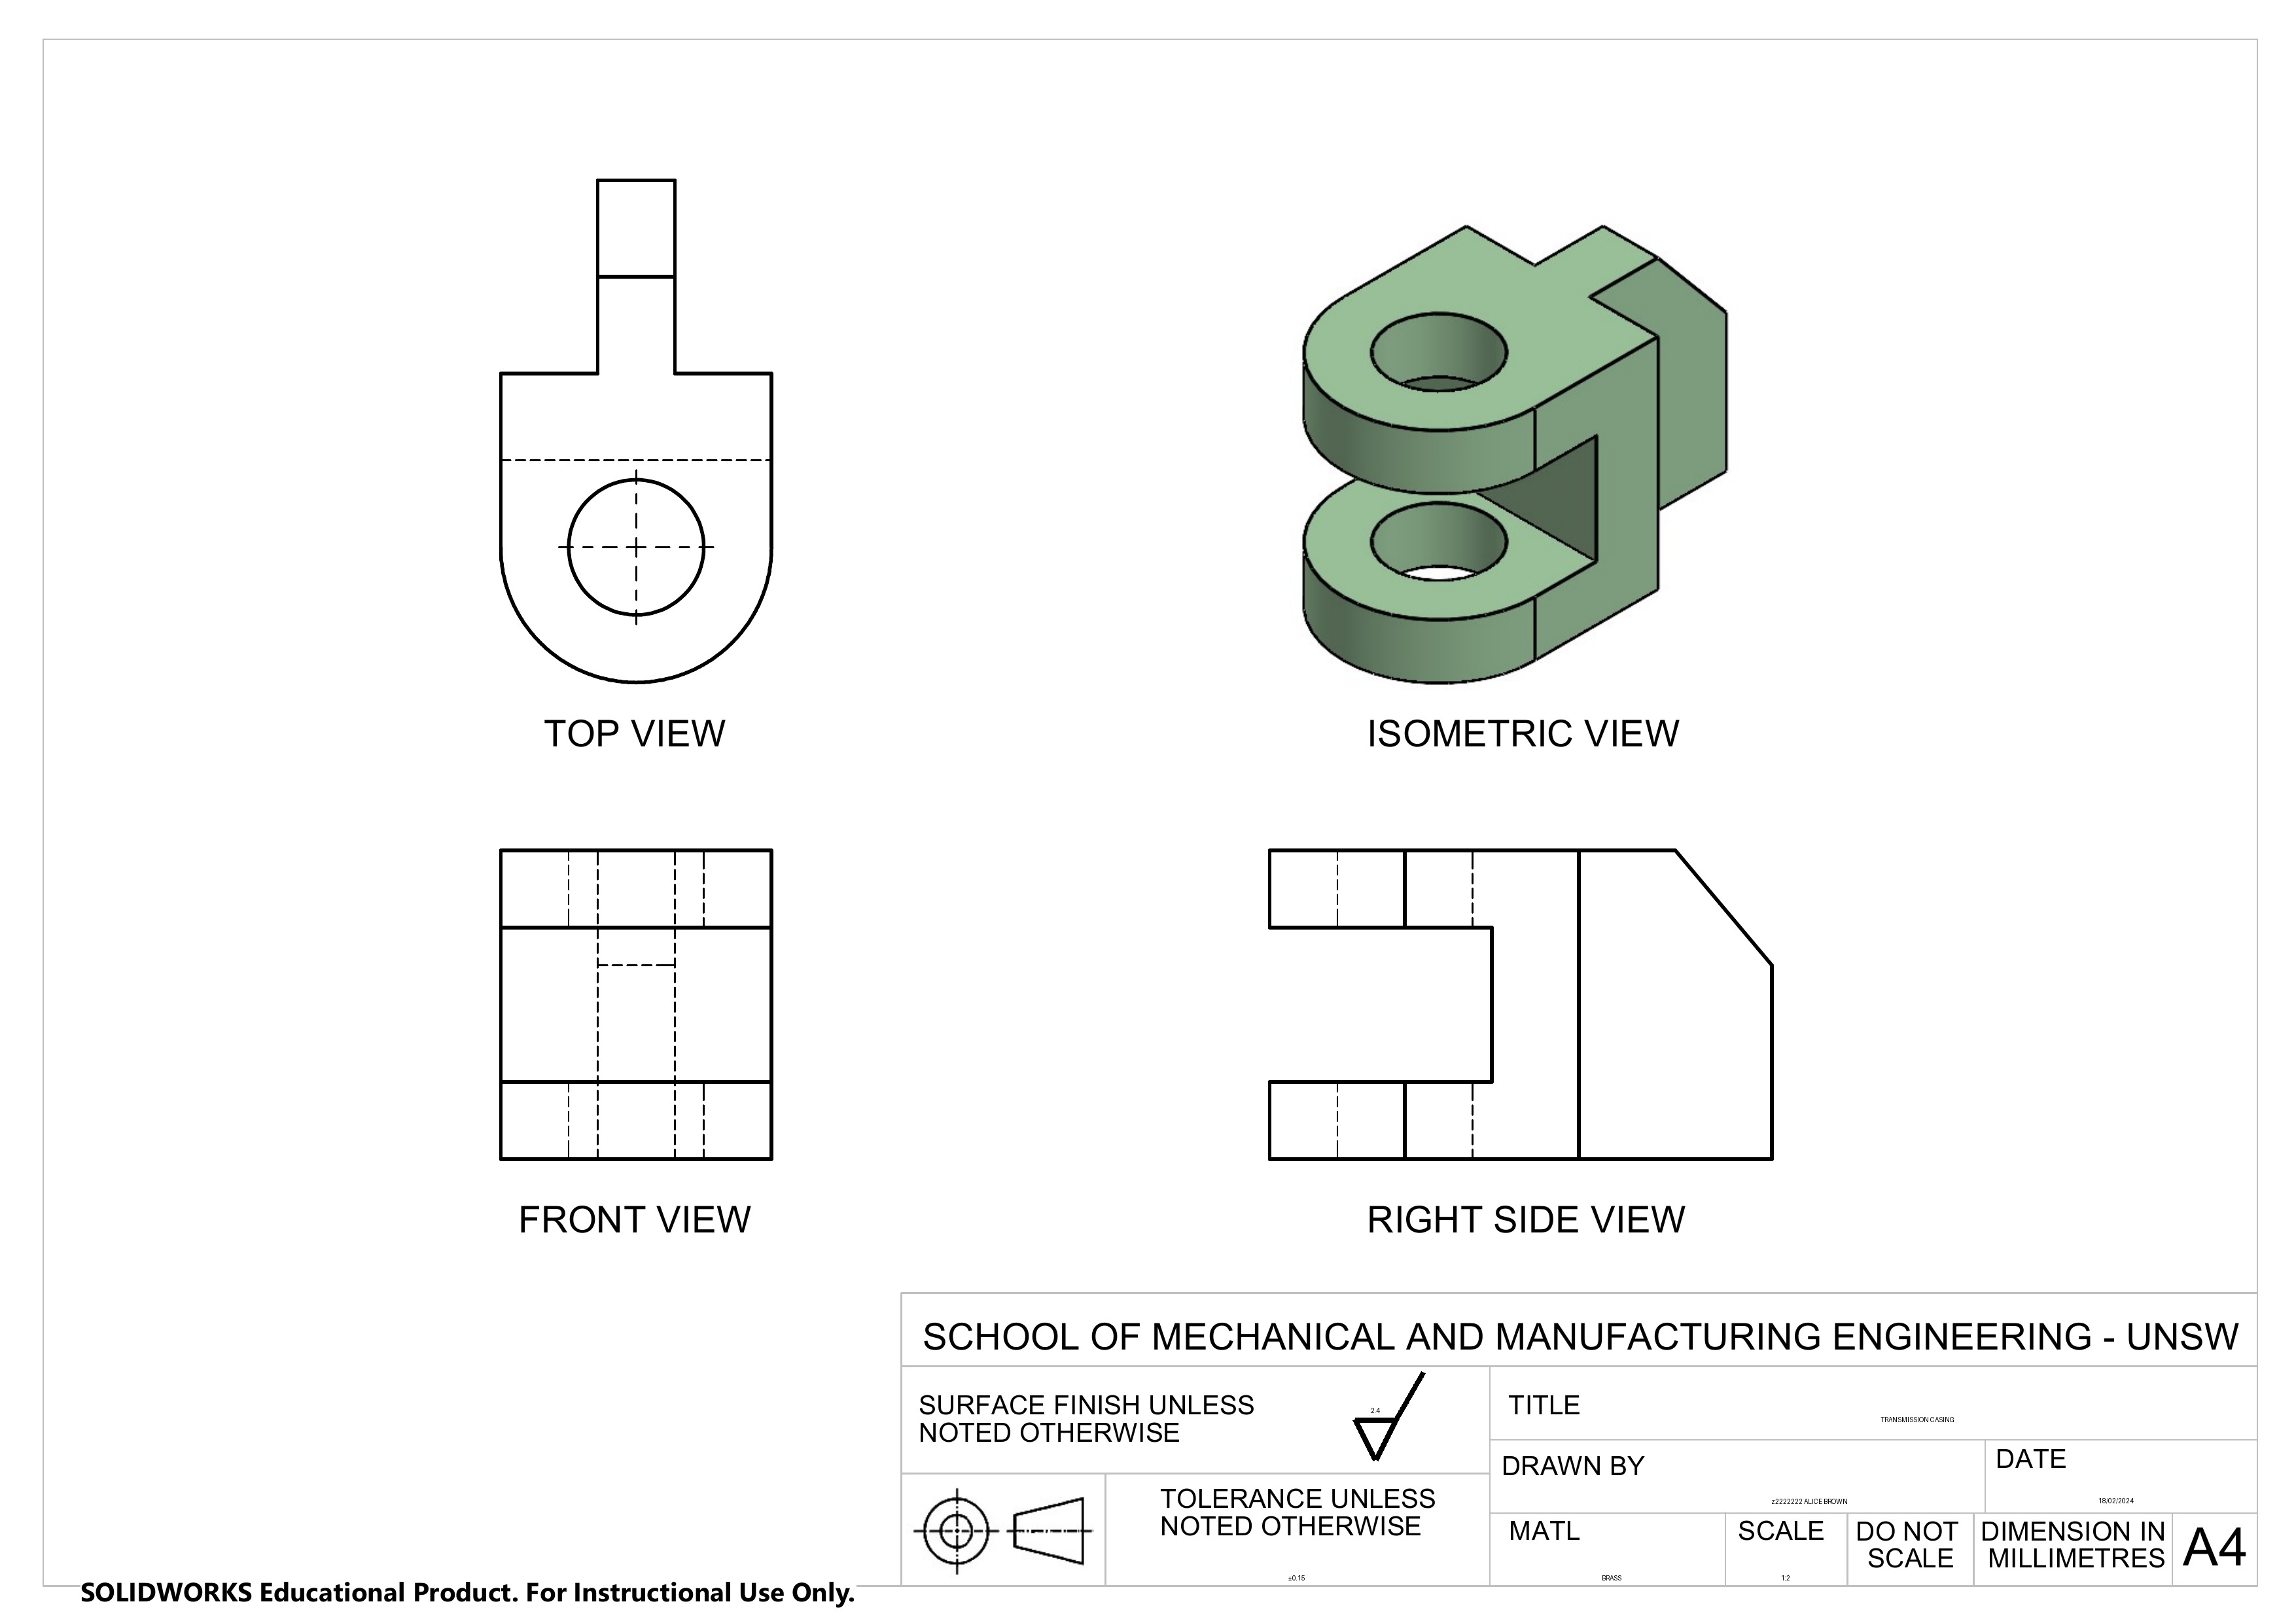 TOP VIEW
ISOMETRIC VIEW
FRONT VIEW
RIGHT SIDE VIEW
SCHOOL OF MECHANICAL AND MANUFACTURING ENGINEERING - UNSW
SURFACE FINISH UNLESS
NOTED OTHERWISE
2.4
TITLE
TRANSMISSION CASING
DRAWN BY
z2222222 ALICE BROWN
DATE
18/02/2024
TOLERANCE UNLESS
NOTED OTHERWISE
±0.15
MATL
BRASS
SCALE
1:2
DO NOT
SCALE
DIMENSION IN
MILLIMETRES
A4
SOLIDWORKS Educational Product. For Instructional Use Only.